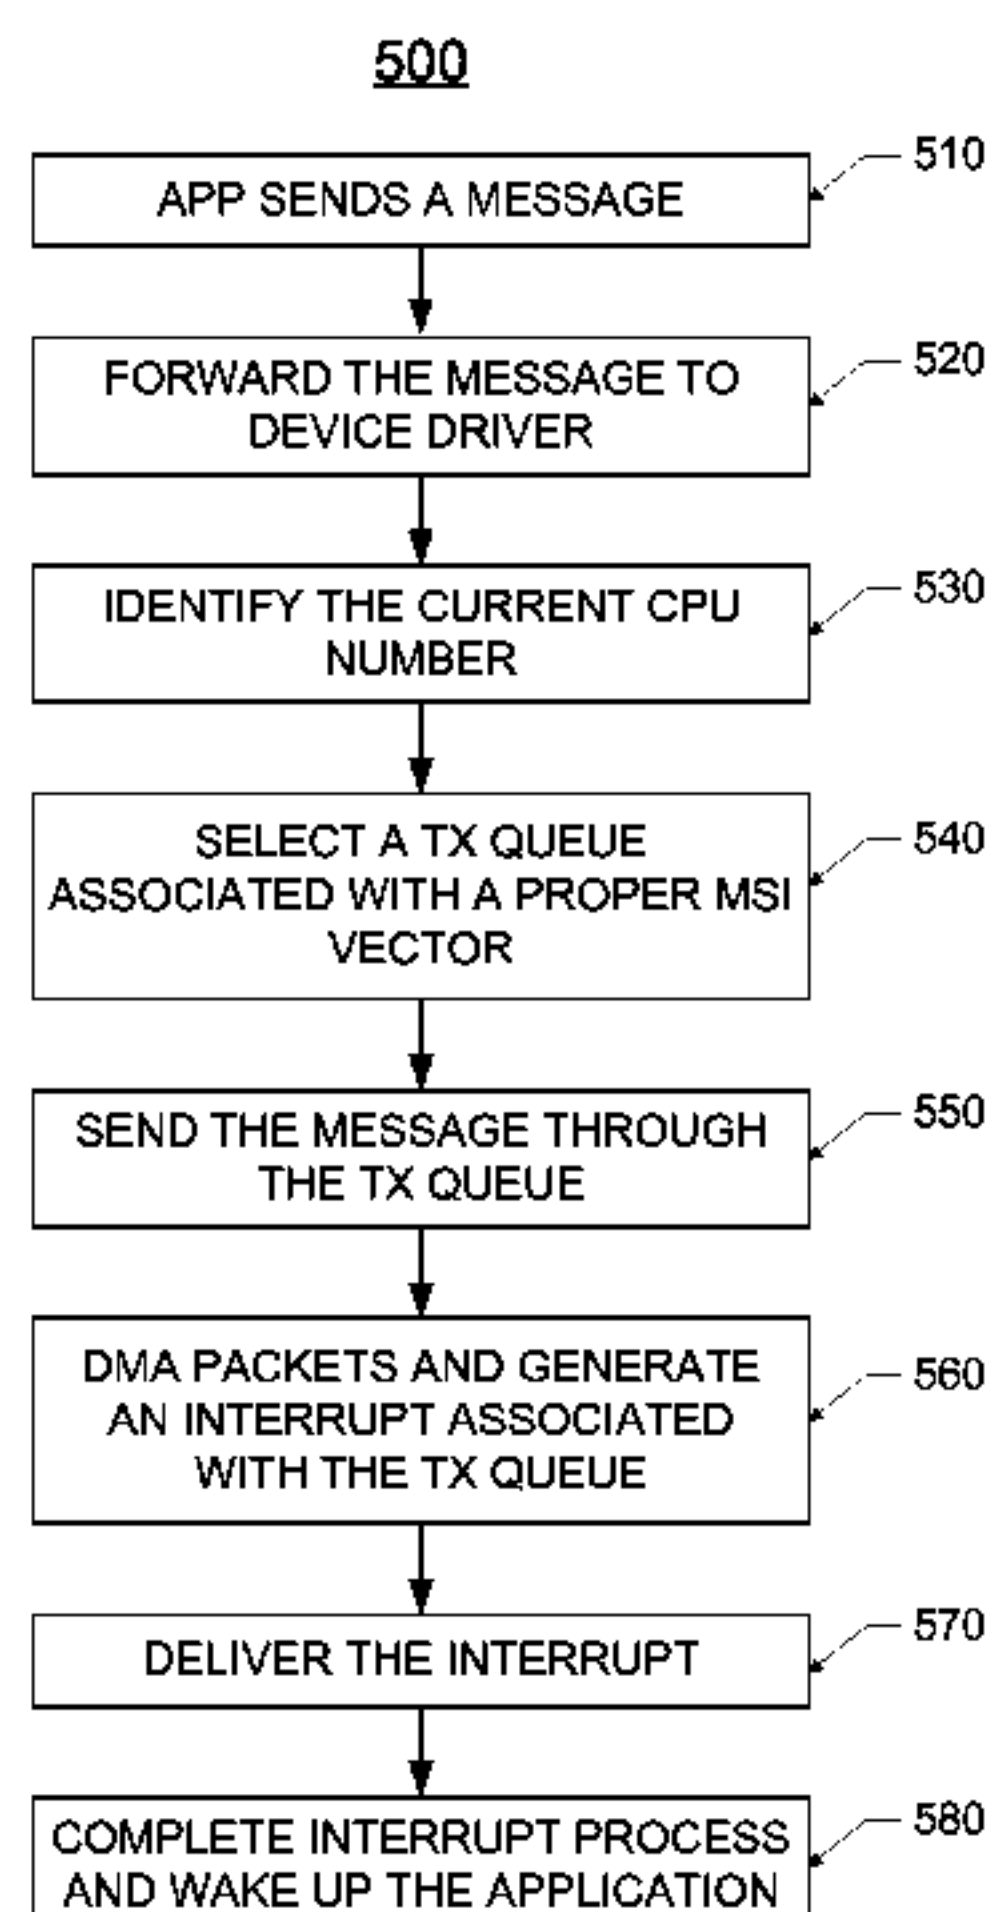 500
APP SENDS A MESSAGE
510
FORWARD THE MESSAGE TO
DEVICE DRIVER
520
IDENTIFY THE CURRENT CPU
NUMBER
530
SELECT A TX QUEUE
ASSOCIATED WITH A PROPER MSI
VECTOR
540
SEND THE MESSAGE THROUGH
THE TX QUEUE
550
DMA PACKETS AND GENERATE
AN INTERRUPT ASSOCIATED
WITH THE TX QUEUE
560
DELIVER THE INTERRUPT
570
COMPLETE INTERRUPT PROCESS
AND WAKE UP THE APPLICATION
580